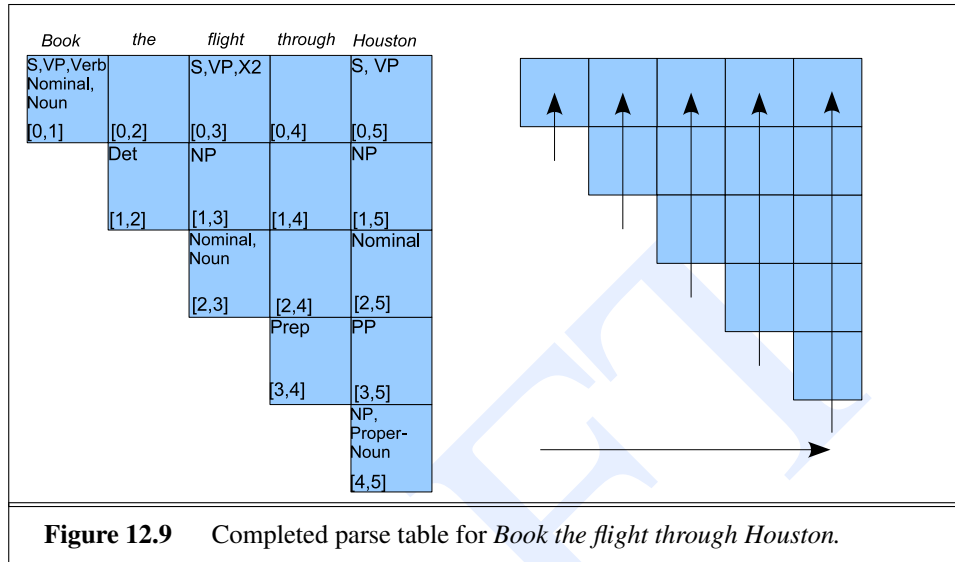 Book the flight through Houston
S,VP,Verb
Nominal,
Noun
[0,1]
[0,2]
S,VP,X2
[0,3]
[0,4]
S, VP
[0,5]
Det
[1,2]
NP
[1,3]
[1,4]
NP
[1,5]
Nominal,
Noun
[2,3]
[2,4]
Nominal
[2,5]
Prep
[3,4]
PP
[3,5]
NP,
Proper-
Noun
[4,5]
Figure 12.9 Completed parse table for Book the flight through Houston.